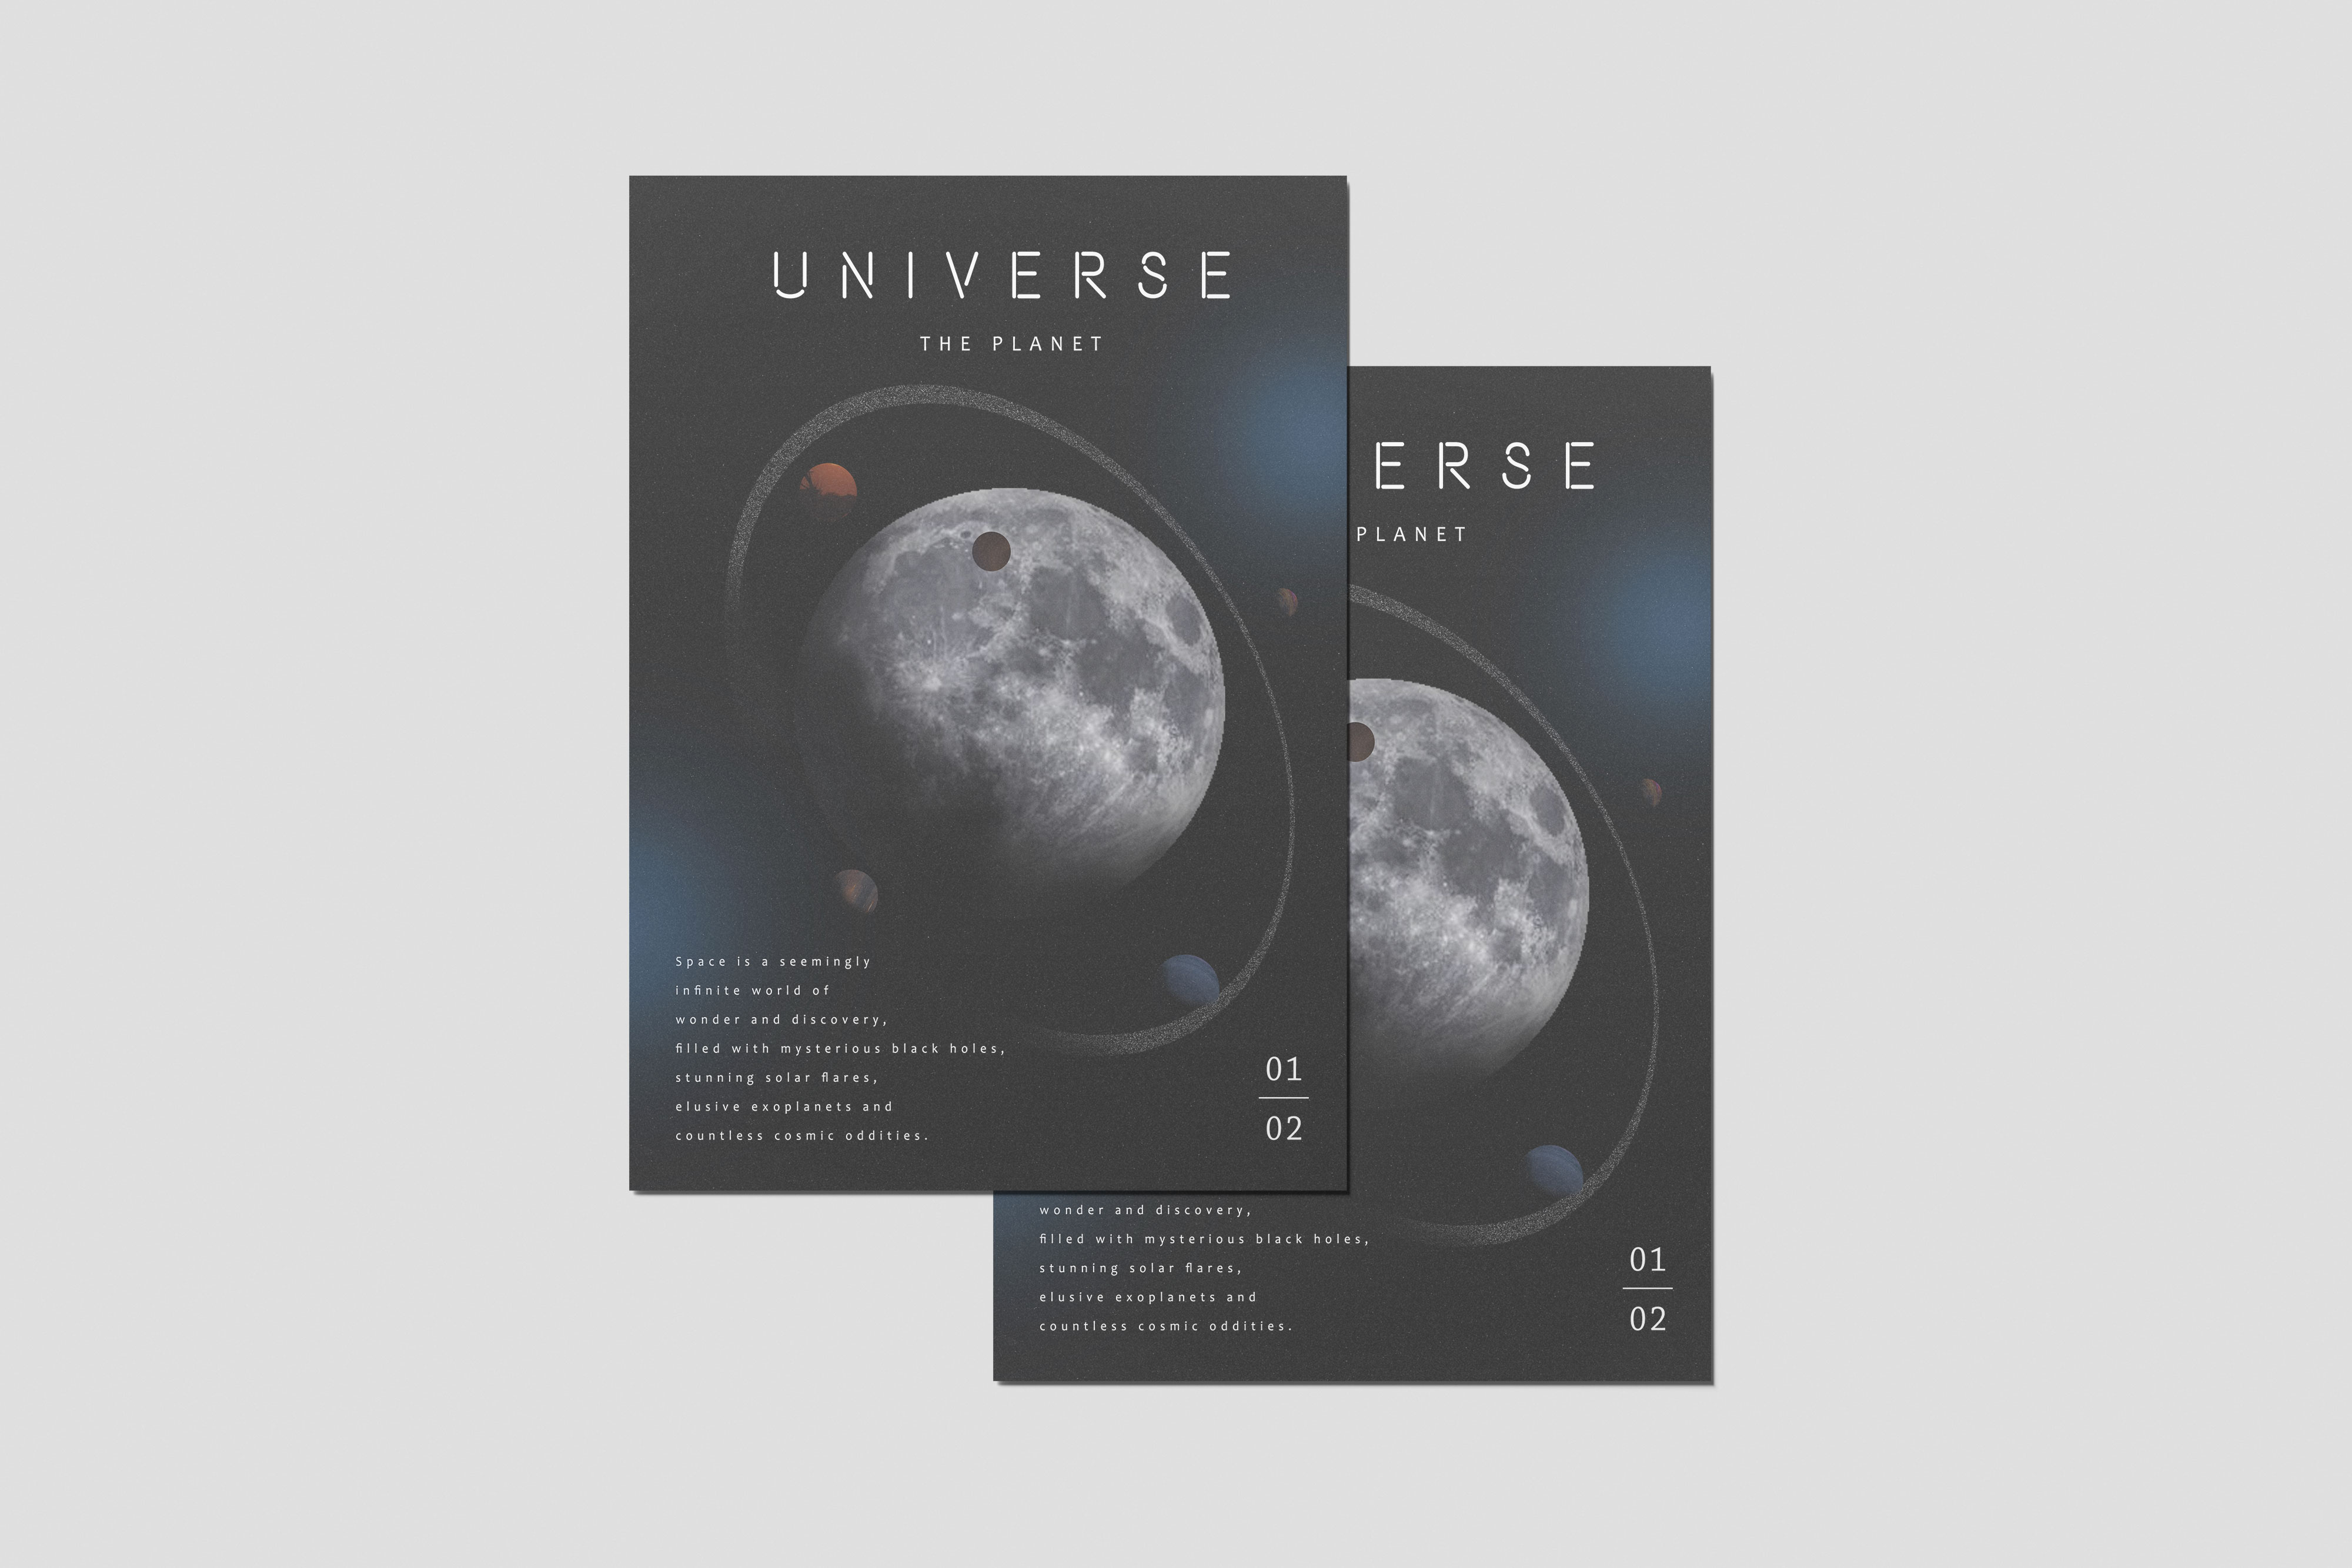 UNIVERSE
THE PLANET
Space is a seemingly
infinite world of
wonder and discovery,
filled with mysterious black holes,
stunning solar flares,
elusive exoplanets and
countless cosmic oddities.
01
02
ERSE
PLANET
wonder and discovery,
filled with mysterious black holes,
stunning solar flares,
elusive exoplanets and
countless cosmic oddities.
01
02